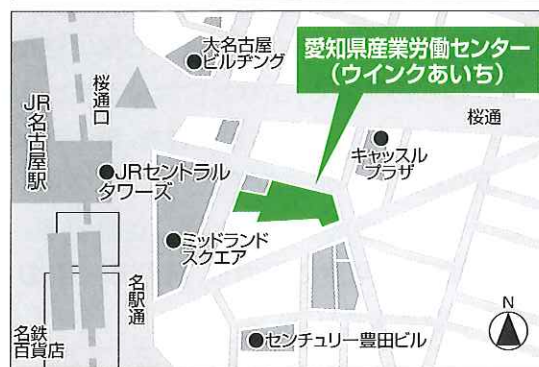 大名古屋
ビルヂング
愛知県産業労働センター
(ウインクあいち)
桜通口
桜通
JR名古屋駅
キャッスル
プラザ
JRセントラル
タワーズ
ミッドランド
スクエア
名駅通
N
名鉄
百貨店
センチュリー豊田ビル